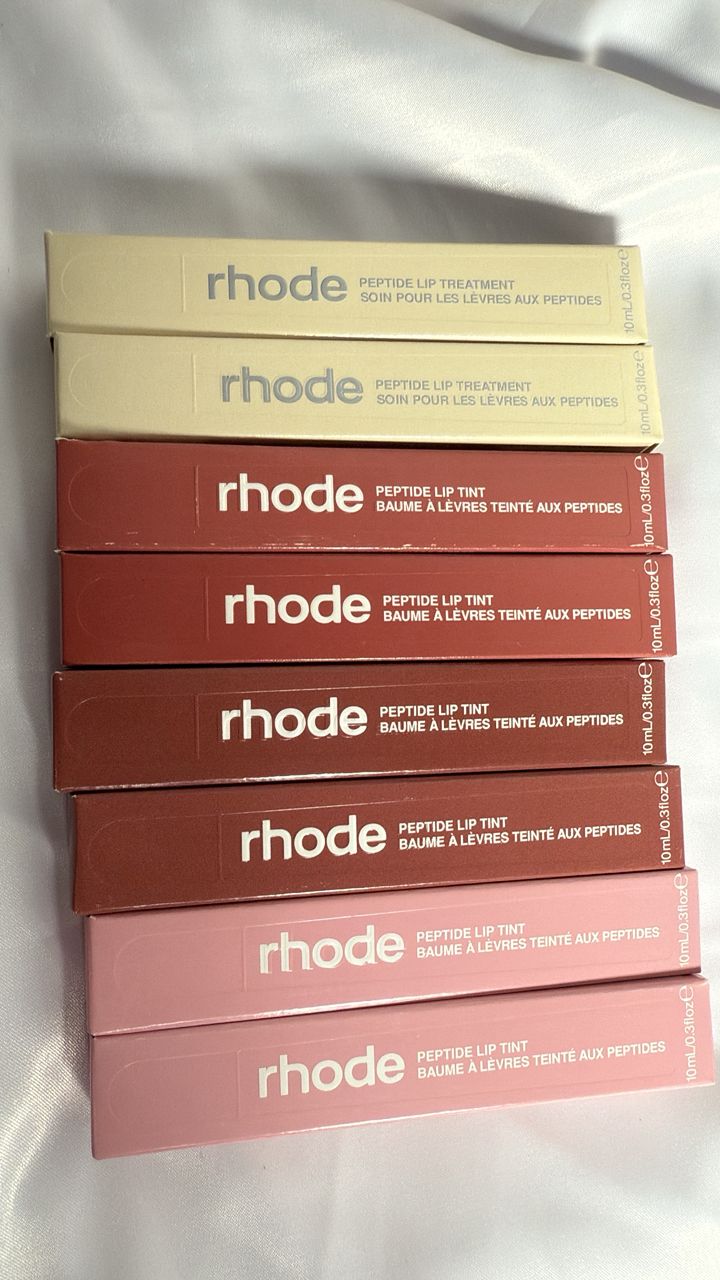 rhode
PEPTIDE LIP TREATMENT
SOIN POUR LES LÈVRES AUX PEPTIDES
10mL/0.3floz℮
rhode
PEPTIDE LIP TREATMENT
SOIN POUR LES LÈVRES AUX PEPTIDES
10mL/0.3floz℮
rhode
PEPTIDE LIP TINT
BAUME À LÈVRES TEINTÉ AUX PEPTIDES
10mL/0.3floz℮
rhode
PEPTIDE LIP TINT
BAUME À LÈVRES TEINTÉ AUX PEPTIDES
10mL/0.3floz℮
rhode
PEPTIDE LIP TINT
BAUME À LÈVRES TEINTÉ AUX PEPTIDES
10mL/0.3floz℮
rhode
PEPTIDE LIP TINT
BAUME À LÈVRES TEINTÉ AUX PEPTIDES
10mL/0.3floz℮
rhode
PEPTIDE LIP TINT
BAUME À LÈVRES TEINTÉ AUX PEPTIDES
10mL/0.3floz℮
rhode
PEPTIDE LIP TINT
BAUME À LÈVRES TEINTÉ AUX PEPTIDES
10mL/0.3floz℮